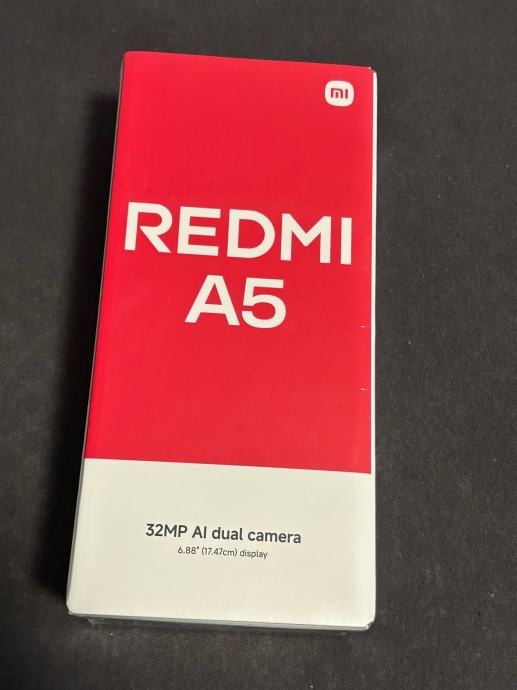 mi
REDMI
A5
32MP AI dual camera
6.88" (17.47cm) display